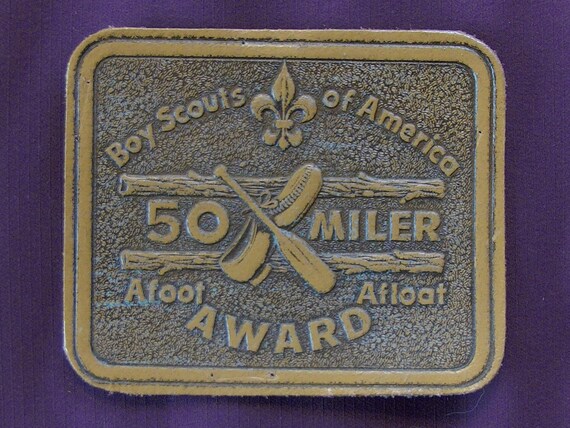 Boy Scouts of America
50 MILER
Afoot Afloat
AWARD